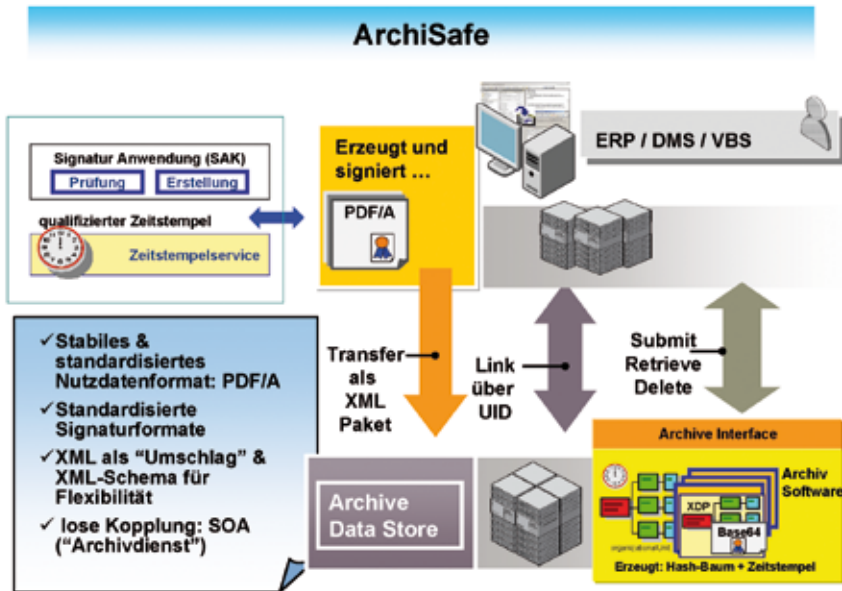 ArchiSafe
Signatur Anwendung (SAK)
Prüfung
Erstellung
qualifizierter Zeitstempel
Zeitstempelservice
Erzeugt und
signiert ...
PDF/A
ERP / DMS / VBS
✓Stabiles &
standardisiertes
Nutzdatenformat: PDF/A
✓Standardisierte
Signaturformate
✓XML als “Umschlag” &
XML-Schema für
Flexibilität
✓ lose Kopplung: SOA
(“Archivdienst”)
Transfer
als
XML
Paket
Link
über
UID
Submit
Retrieve
Delete
Archive
Data Store
Archive Interface
Archiv
Software
XDP
Base64
organizationalUnit
Erzeugt: Hash-Baum + Zeitstempel